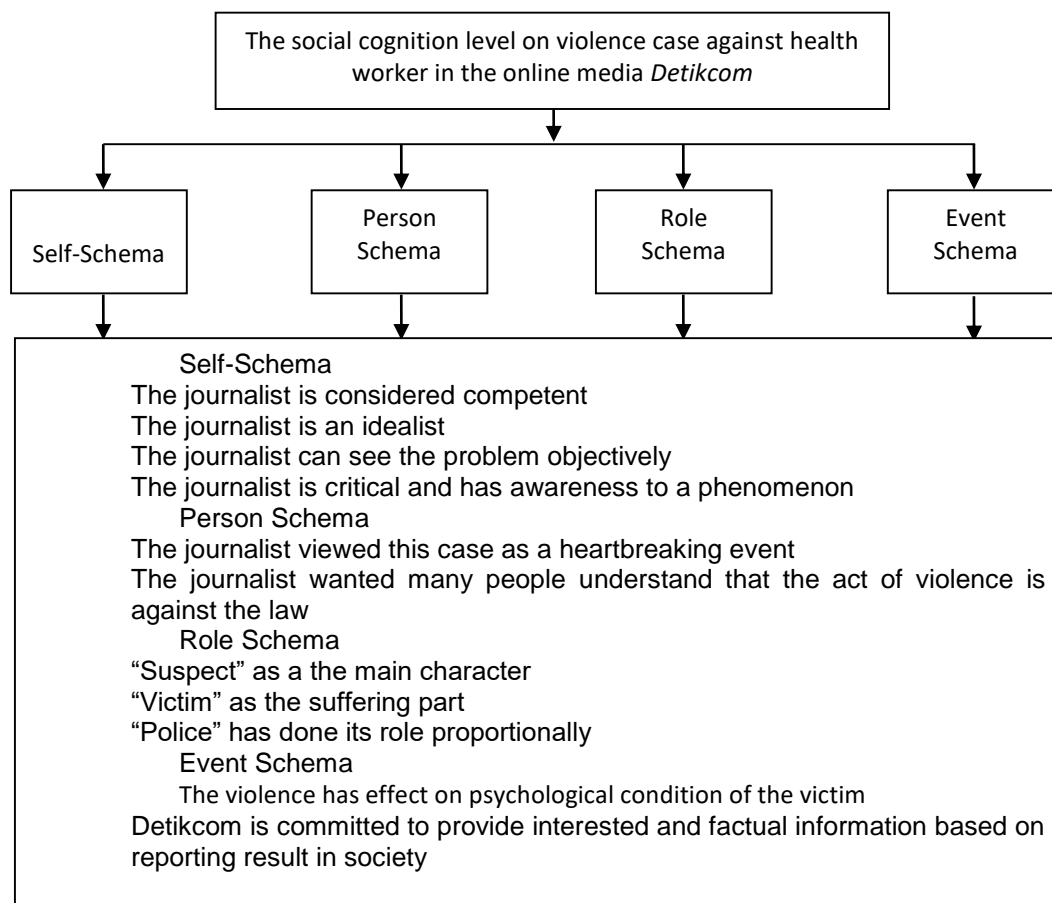 The social cognition level on violence case against health
worker in the online media Detikcom
Self-Schema
Person
Schema
Role
Schema
Event
Schema
Self-Schema
The journalist is considered competent
The journalist is an idealist
The journalist can see the problem objectively
The journalist is critical and has awareness to a phenomenon
Person Schema
The journalist viewed this case as a heartbreaking event
The journalist wanted many people understand that the act of violence is
against the law
Role Schema
“Suspect” as a the main character
“Victim” as the suffering part
“Police” has done its role proportionally
Event Schema
The violence has effect on psychological condition of the victim
Detikcom is committed to provide interested and factual information based on
reporting result in society